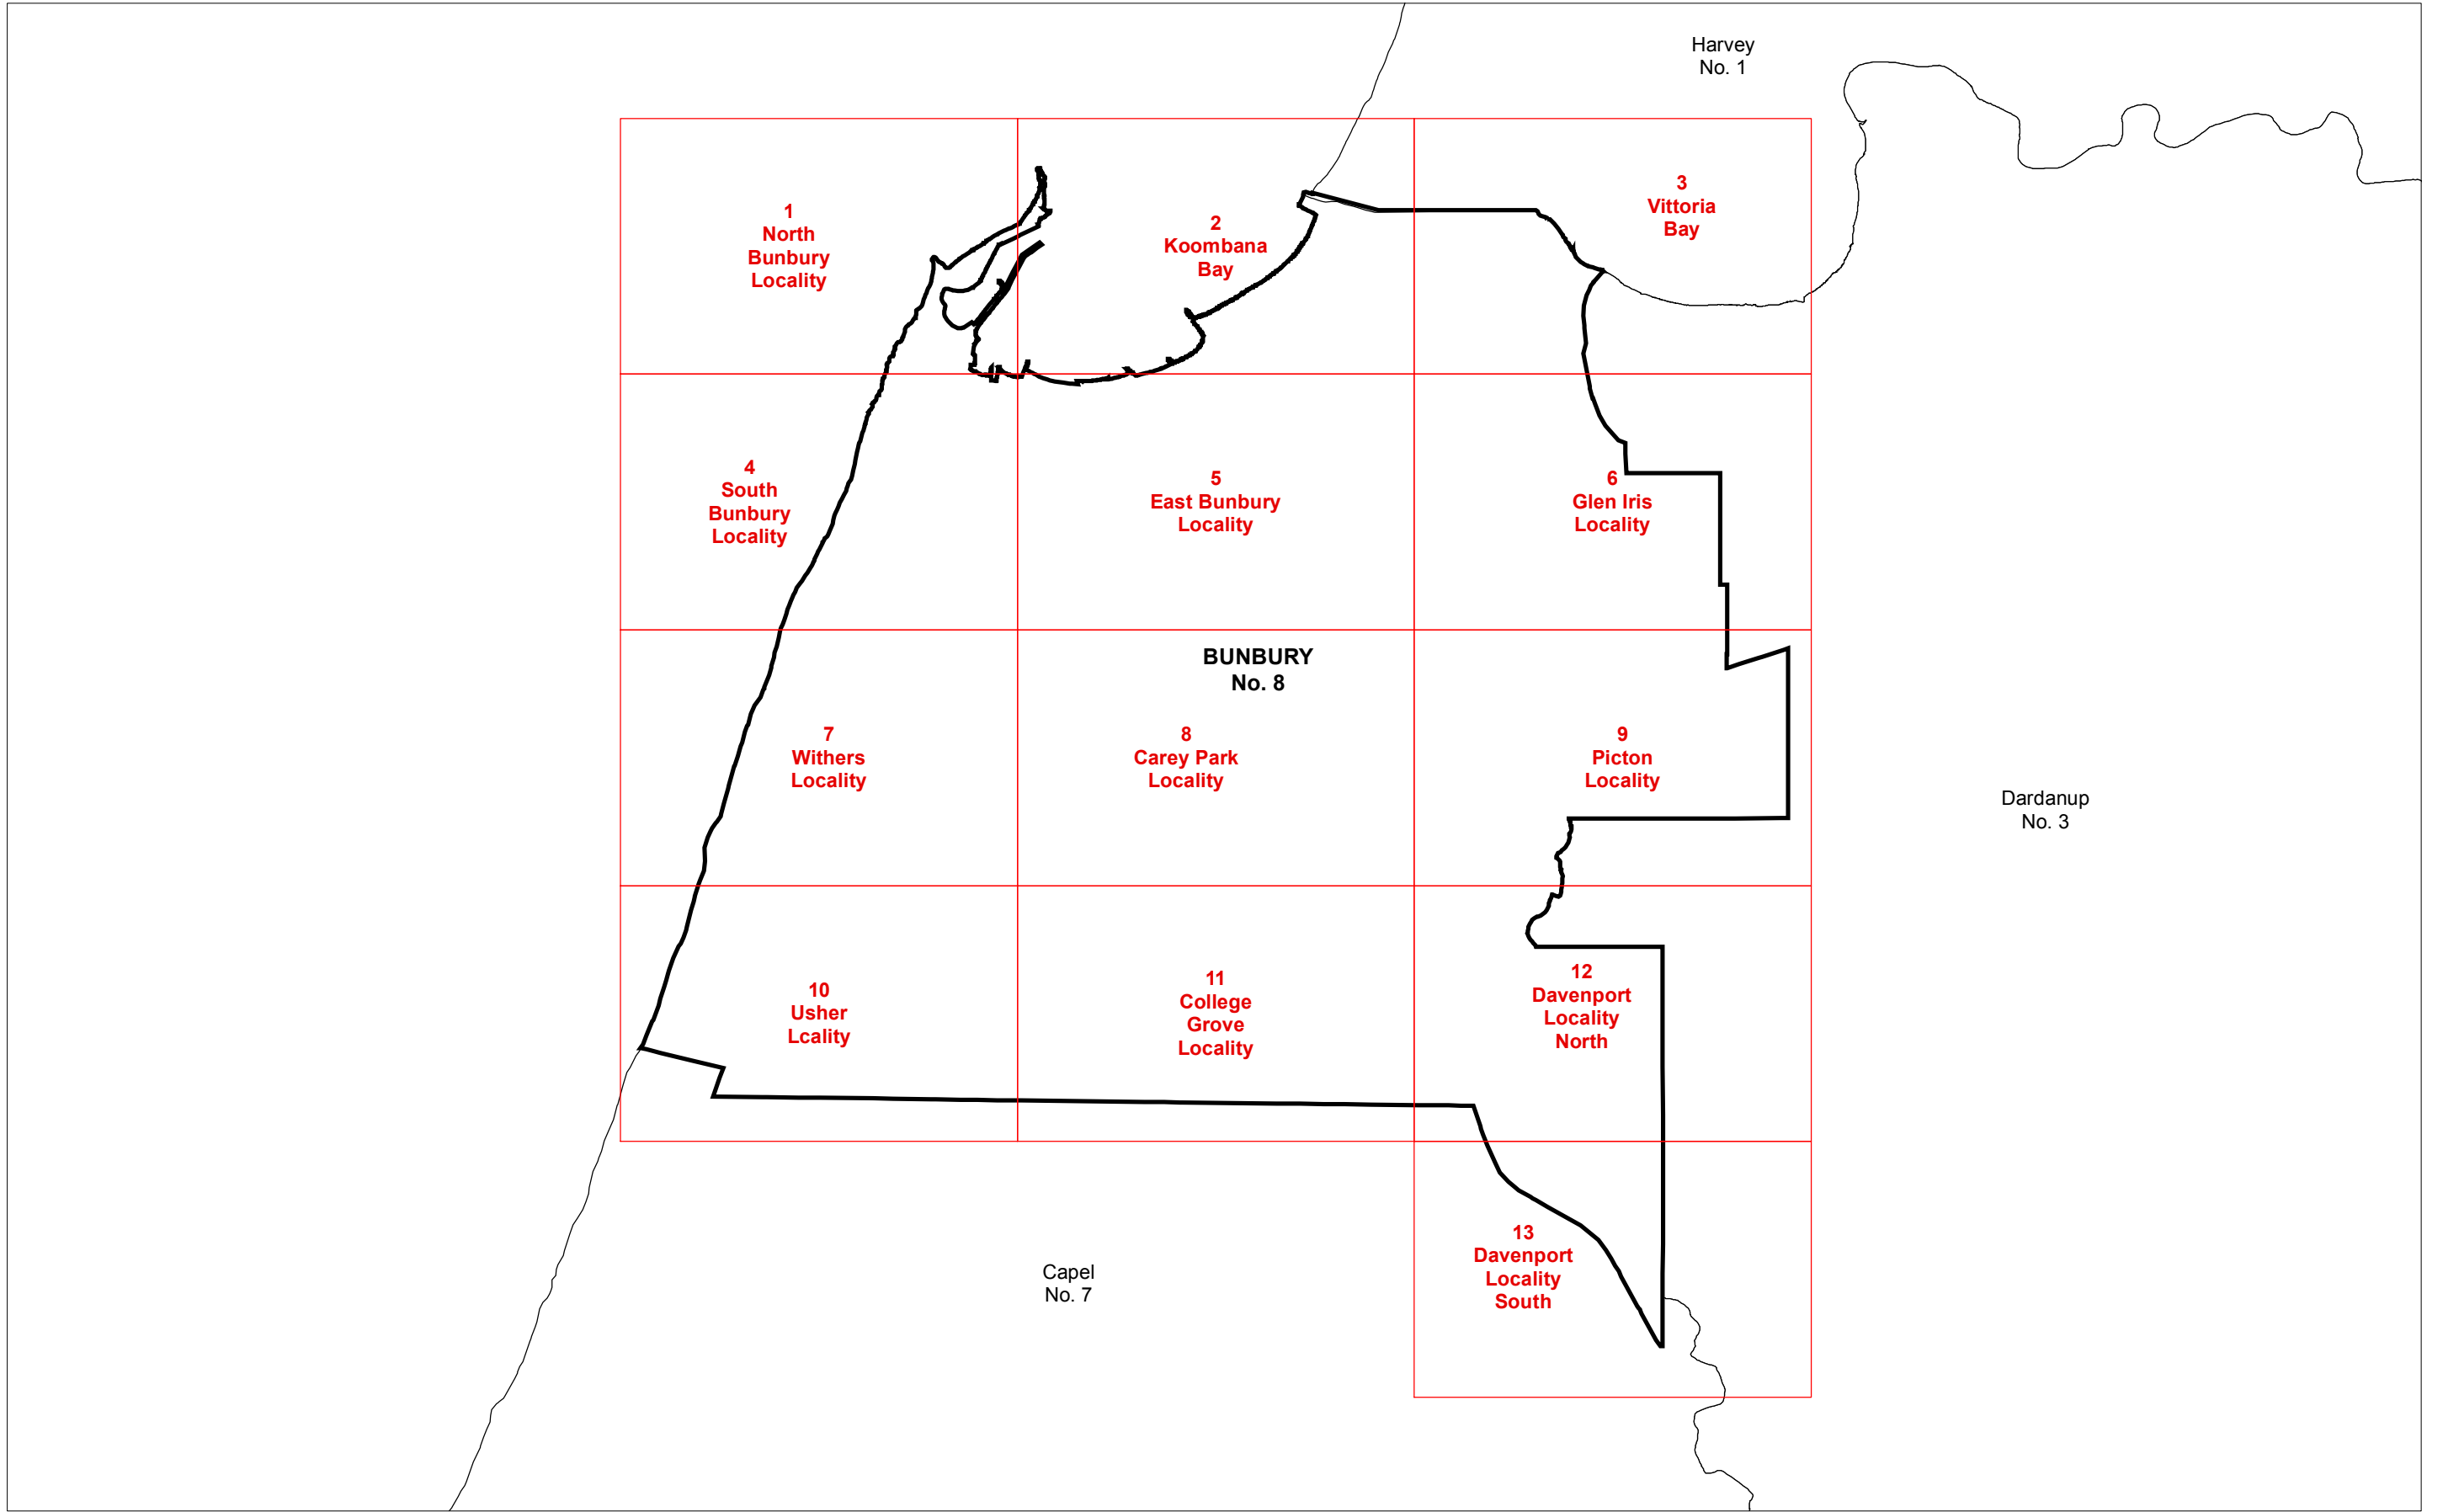 Harvey
No. 1
1
North
Bunbury
Locality
2
Koombana
Bay
3
Vittoria
Bay
4
South
Bunbury
Locality
5
East Bunbury
Locality
6
Glen Iris
Locality
BUNBURY
No. 8
7
Withers
Locality
8
Carey Park
Locality
9
Picton
Locality
Dardanup
No. 3
10
Usher
Lcality
11
College
Grove
Locality
12
Davenport
Locality
North
13
Davenport
Locality
South
Capel
No. 7